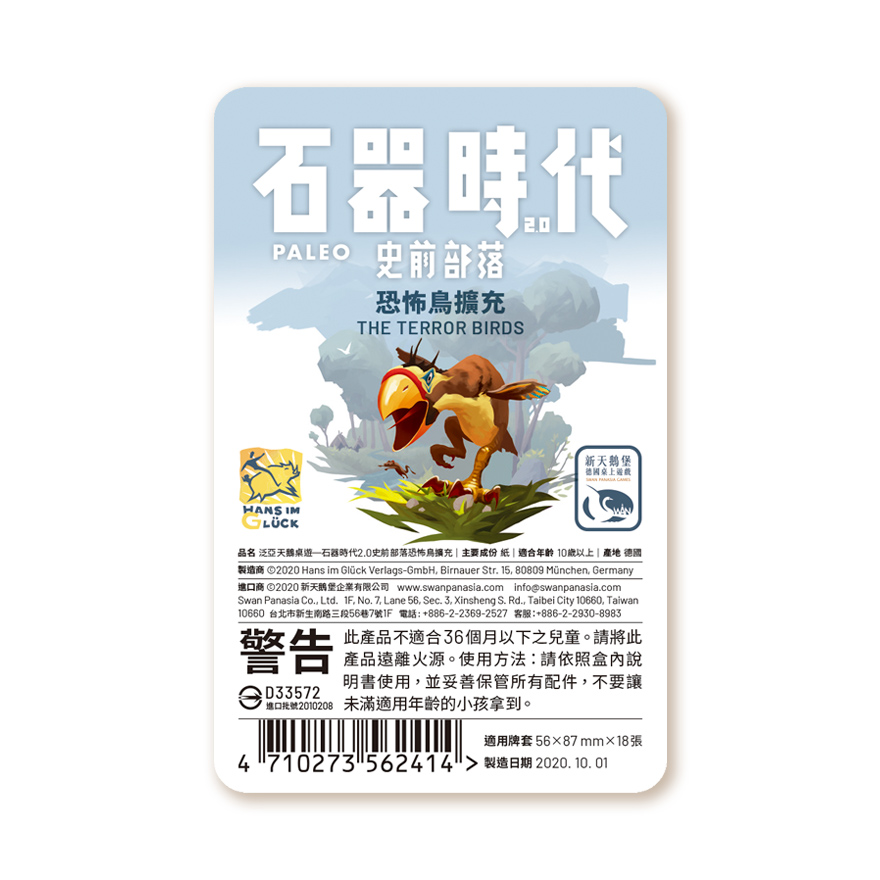 石器時代2.0
PALEO 史前部落
恐怖鳥擴充
THE TERROR BIRDS
HANS IM
GLÜCK
新天鵝堡
德國桌上遊戲
SWAN PANASIA GAMES
品名 泛亞天鵝桌遊—石器時代2.0史前部落恐怖鳥擴充｜主要成份 紙｜適合年齡 10歲以上｜產地 德國
製造商 ©2020 Hans im Glück Verlags-GmbH, Birnauer Str. 15, 80809 München, Germany
進口商 ©2020 新天鵝堡企業有限公司 www.swanpanasia.com info@swanpanasia.com
Swan Panasia Co., Ltd. 1F, No. 7, Lane 56, Sec. 3, Xinsheng S. Rd., Taibei City 10660, Taiwan
10660 台北市新生南路三段56巷7號1F 電話：+886-2-2369-2527 客服：+886-2-2930-8983
警告
此產品不適合36個月以下之兒童。請將此
產品遠離火源。使用方法：請依照盒內說
明書使用，並妥善保管所有配件，不要讓
未滿適用年齡的小孩拿到。
D33572
進口批號2010208
4 710273 562414 >
適用牌套 56×87 mm×18張
製造日期 2020. 10. 01